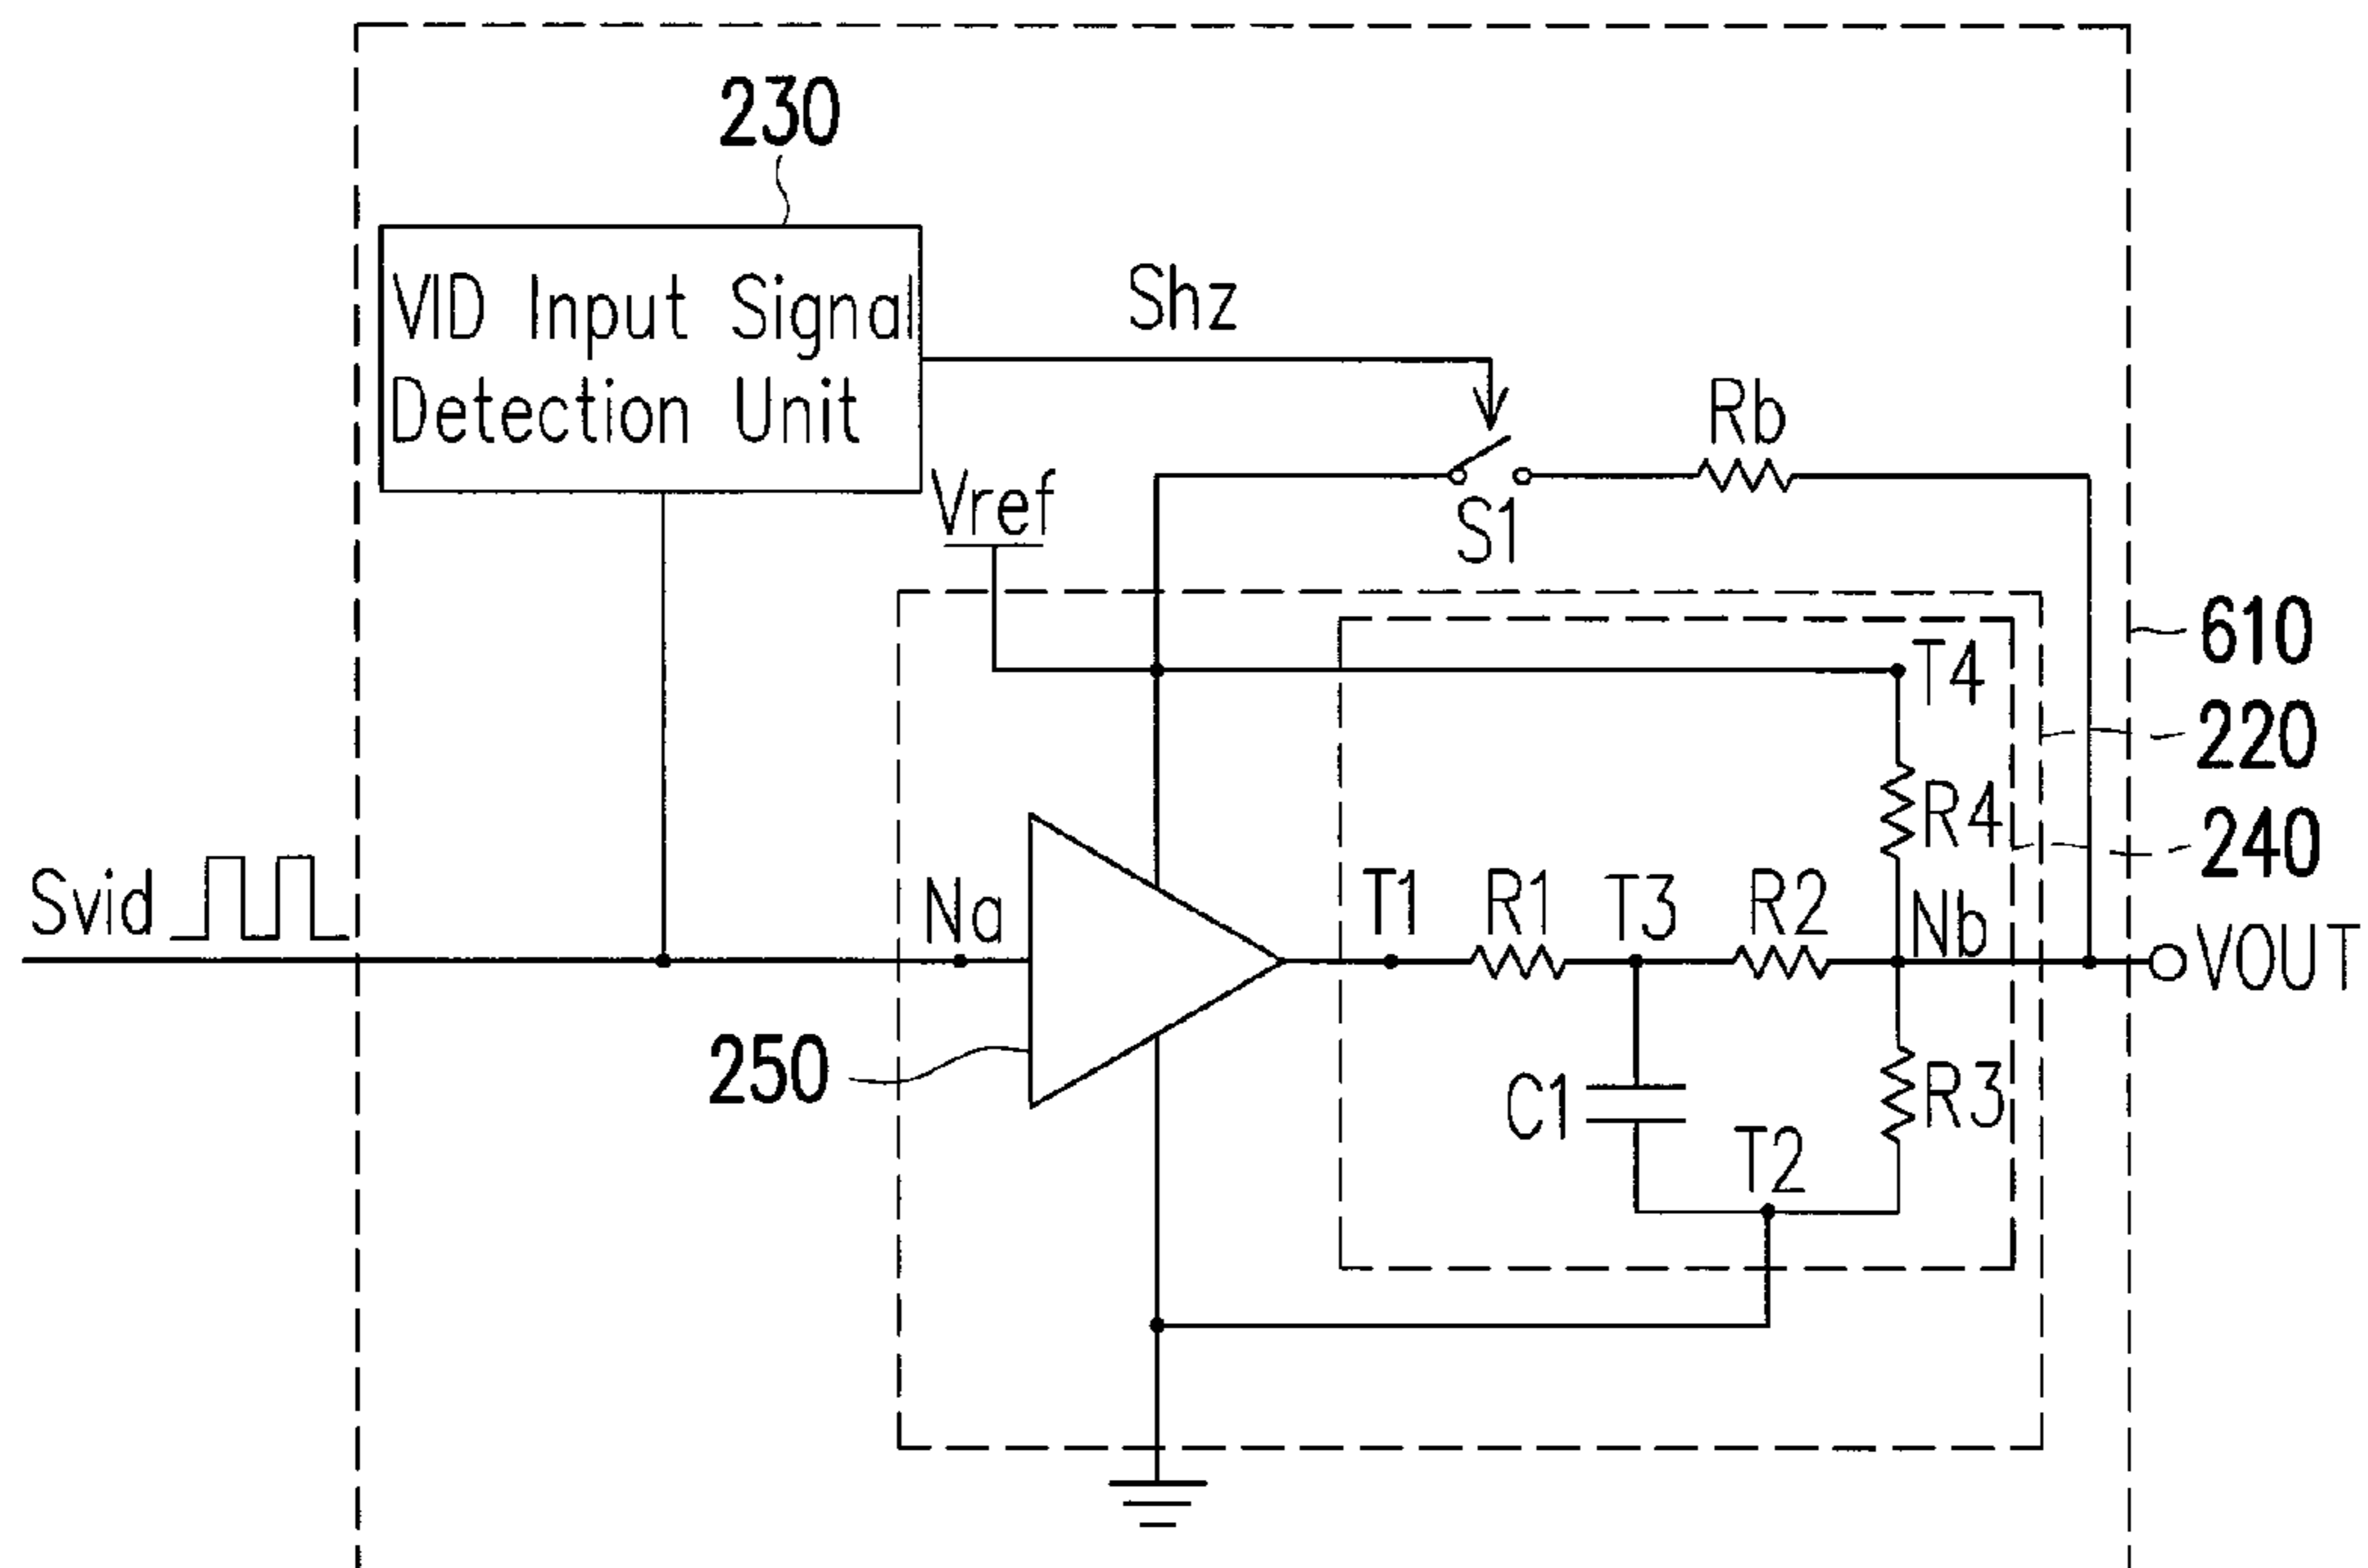 230
VID Input Signal
Detection Unit
Shz
Rb
S1
Vref
610
T4
220
R4
240
Svid
Na
T1
R1
T3
R2
Nb
VOUT
250
C1
R3
T2